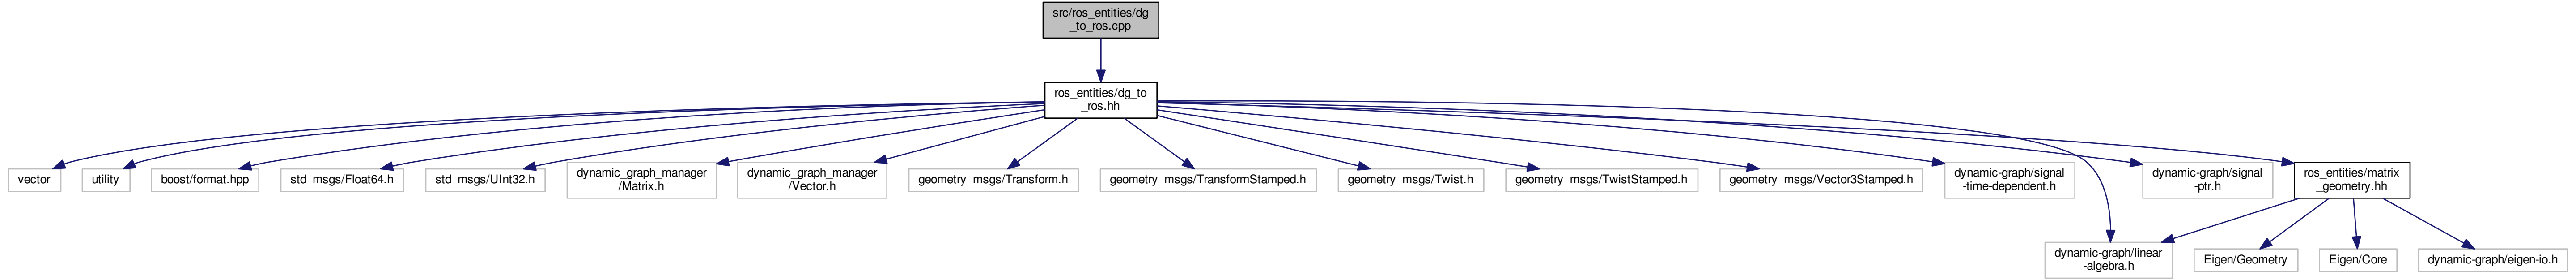 src/ros_entities/dg
_to_ros.cpp
ros_entities/dg_to
_ros.hh
vector
utility
boost/format.hpp
std_msgs/Float64.h
std_msgs/UInt32.h
dynamic_graph_manager
/Matrix.h
dynamic_graph_manager
/Vector.h
geometry_msgs/Transform.h
geometry_msgs/TransformStamped.h
geometry_msgs/Twist.h
geometry_msgs/TwistStamped.h
geometry_msgs/Vector3Stamped.h
dynamic-graph/signal
-time-dependent.h
dynamic-graph/signal
-ptr.h
ros_entities/matrix
_geometry.hh
dynamic-graph/linear
-algebra.h
Eigen/Geometry
Eigen/Core
dynamic-graph/eigen-io.h